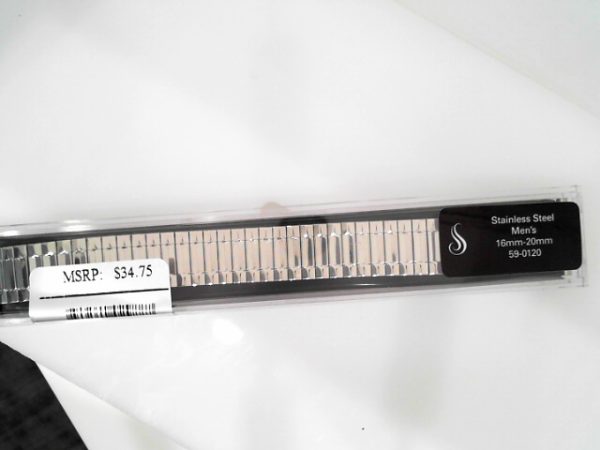 MSRP: $34.75
Stainless Steel
Men's
16mm-20mm
59-0120